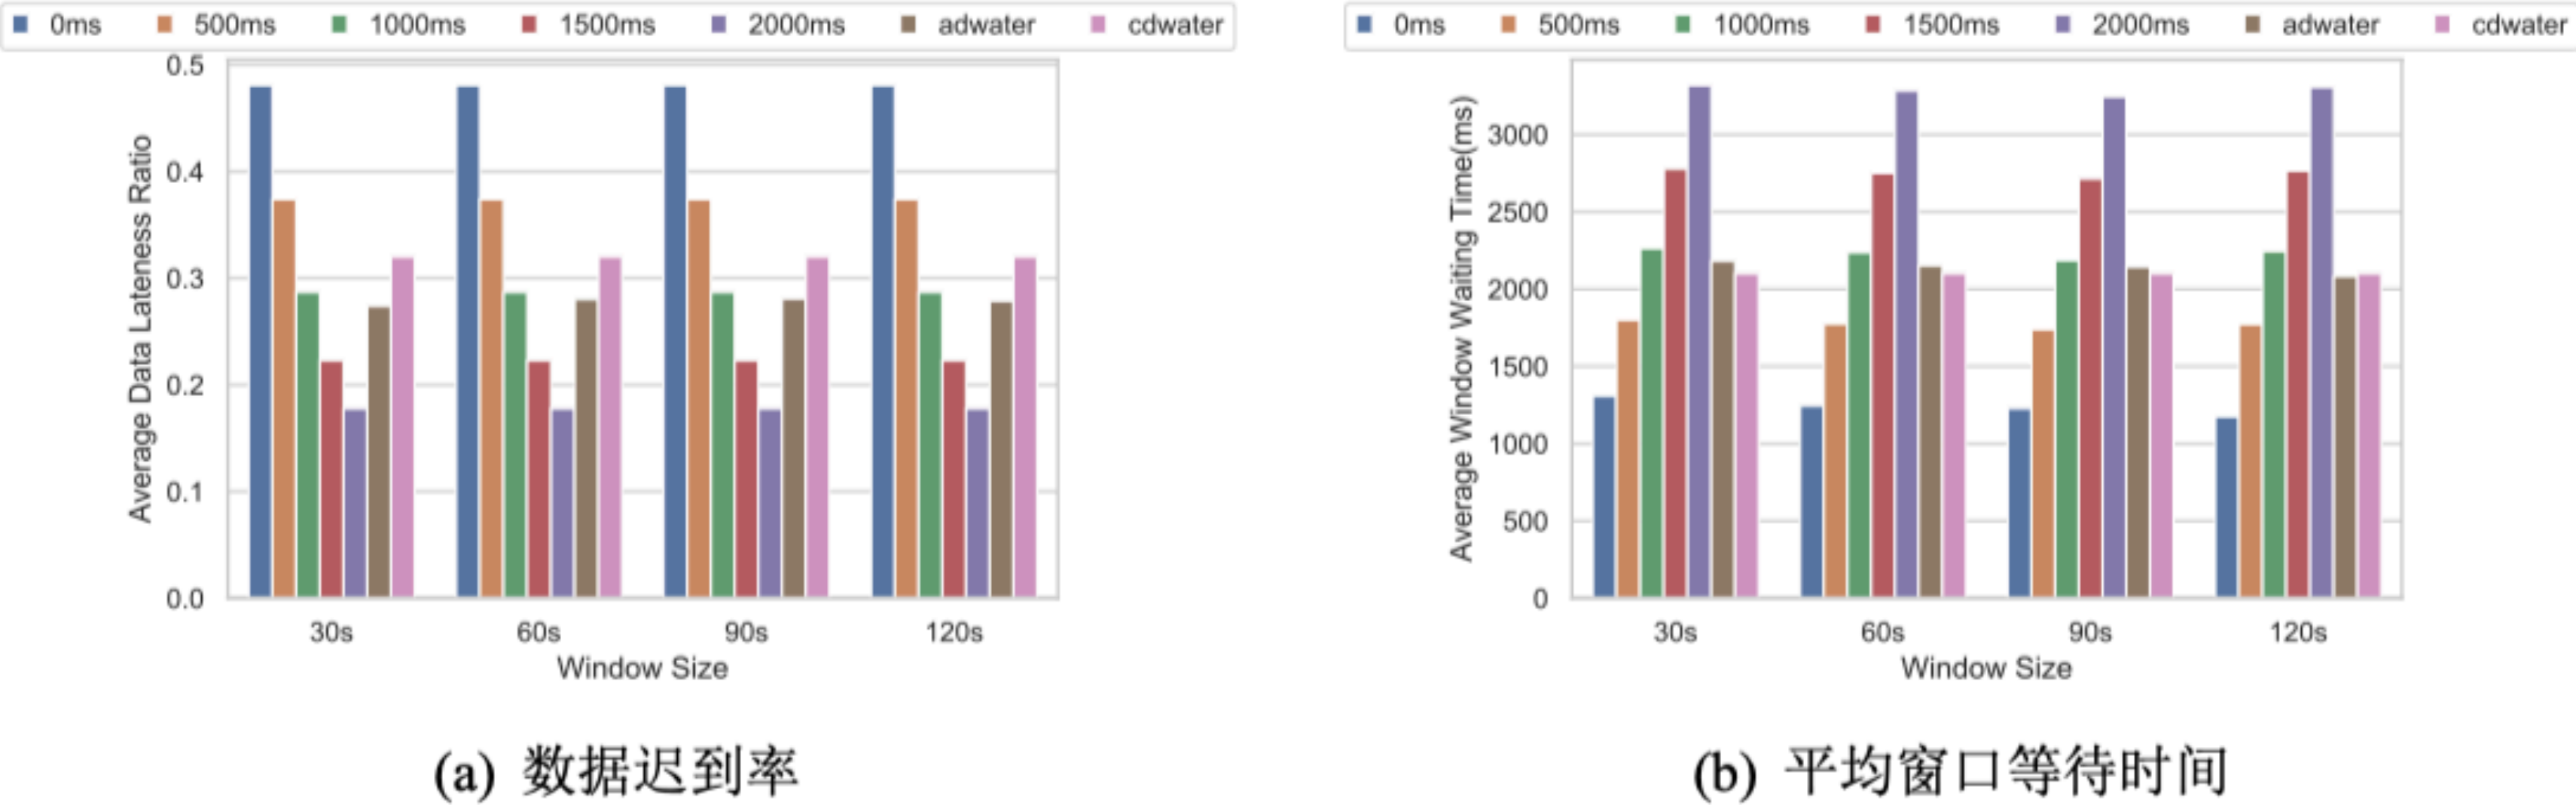 0ms 500ms 1000ms 1500ms 2000ms adwater cdwater
Average Data Lateness Ratio
0.5
0.4
0.3
0.2
0.1
0.0
30s 60s 90s 120s
Window Size
(a) 数据迟到率
0ms 500ms 1000ms 1500ms 2000ms adwater cdwater
Average Window Waiting Time(ms)
3000
2500
2000
1500
1000
500
0
30s 60s 90s 120s
Window Size
(b) 平均窗口等待时间